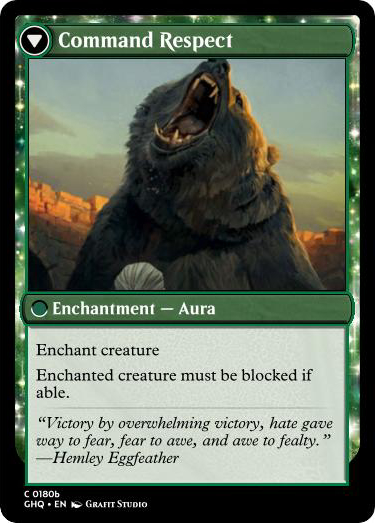 Command Respect
Enchantment — Aura
Enchant creature
Enchanted creature must be blocked if
able.
“Victory by overwhelming victory, hate gave
way to fear, fear to awe, and awe to fealty.”
—Hemley Eggfeather
C 0180b
GHQ • EN Grafit Studio